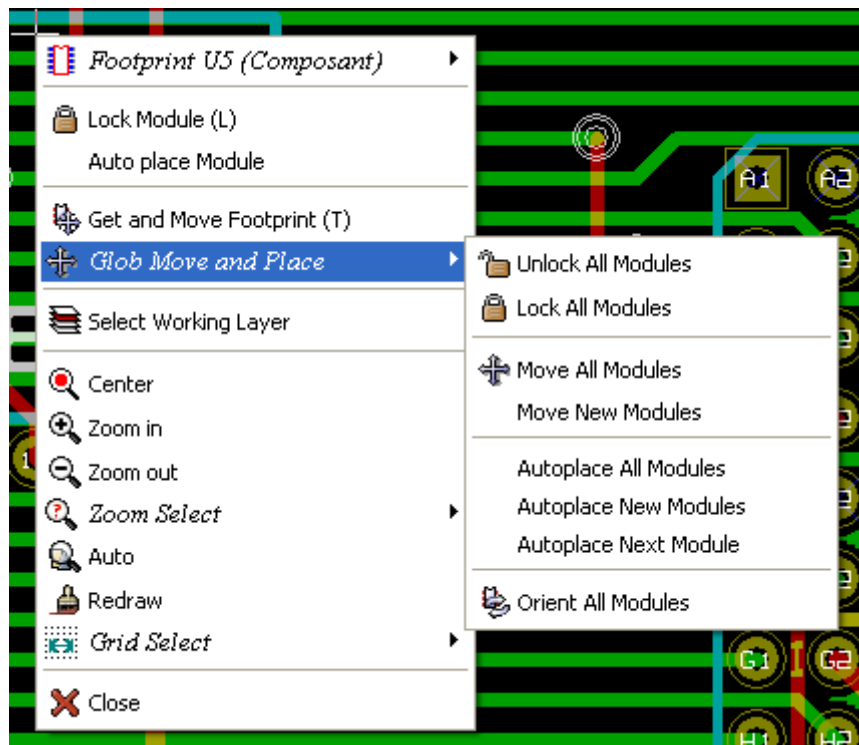 Footprint U5 (Composant)
Lock Module (L)
Auto place Module
Get and Move Footprint (T)
Glob Move and Place
Select Working Layer
Center
Zoom in
Zoom out
Zoom Select
Auto
Redraw
Grid Select
Close
Unlock All Modules
Lock All Modules
Move All Modules
Move New Modules
Autoplace All Modules
Autoplace New Modules
Autoplace Next Module
Orient All Modules
A1 A2
G1 G2
H1 H2
1